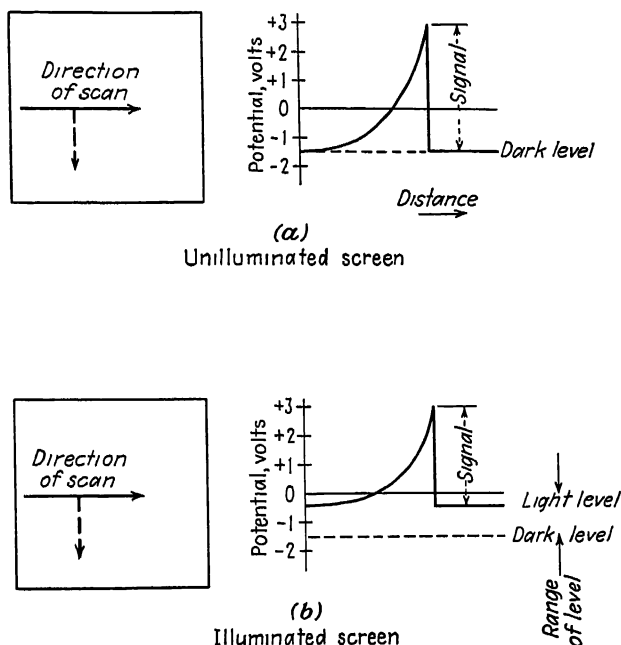 Direction
of scan
Potential, volts
+3
+2
+1
0
-1
-2
Signal
Dark level
Distance
(a)
Unilluminated screen
Direction
of scan
Potential, volts
+3
+2
+1
0
-1
-2
Signal
Light level
Dark level
Range
of level
(b)
Illuminated screen